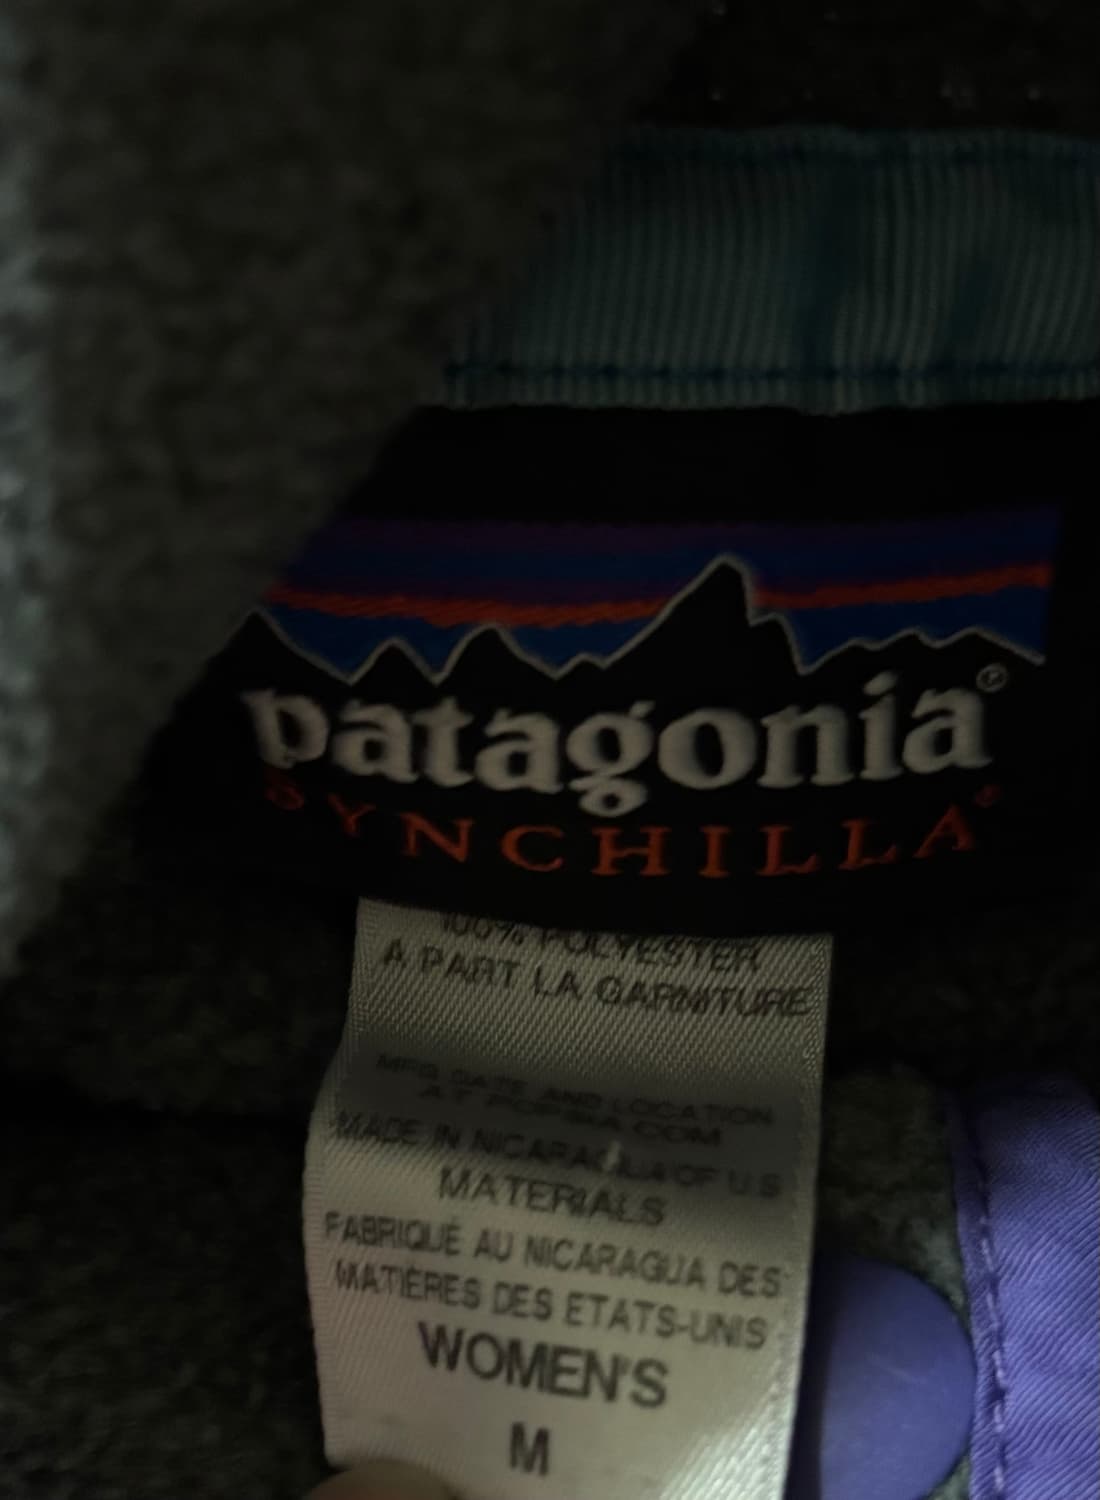 patagonia®
SYNCHILLA®
100% POLYESTER
A PART LA GARNITURE
MFG DATE AND LOCATION
AT POPSRA.COM
MADE IN NICARAGUA OF U.S
MATERIALS
FABRIQUÉ AU NICARAGUA DES
MATIÈRES DES ETATS-UNIS
WOMEN'S
M